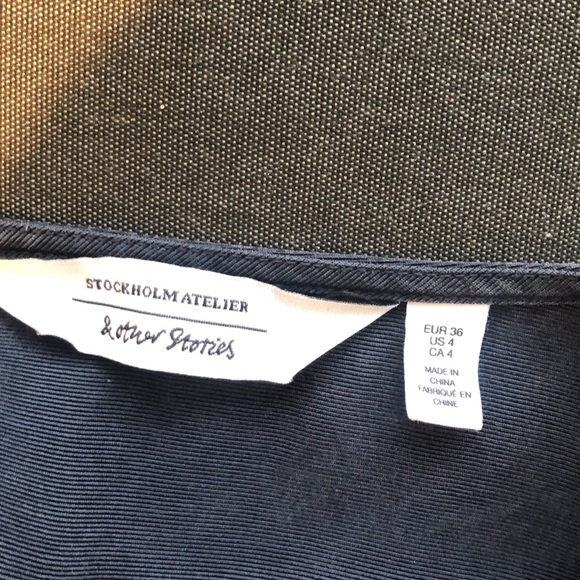 STOCKHOLM ATELIER
& other Stories
EUR 36
US 4
CA 4
MADE IN
CHINA
FABRIQUÉ EN
CHINE